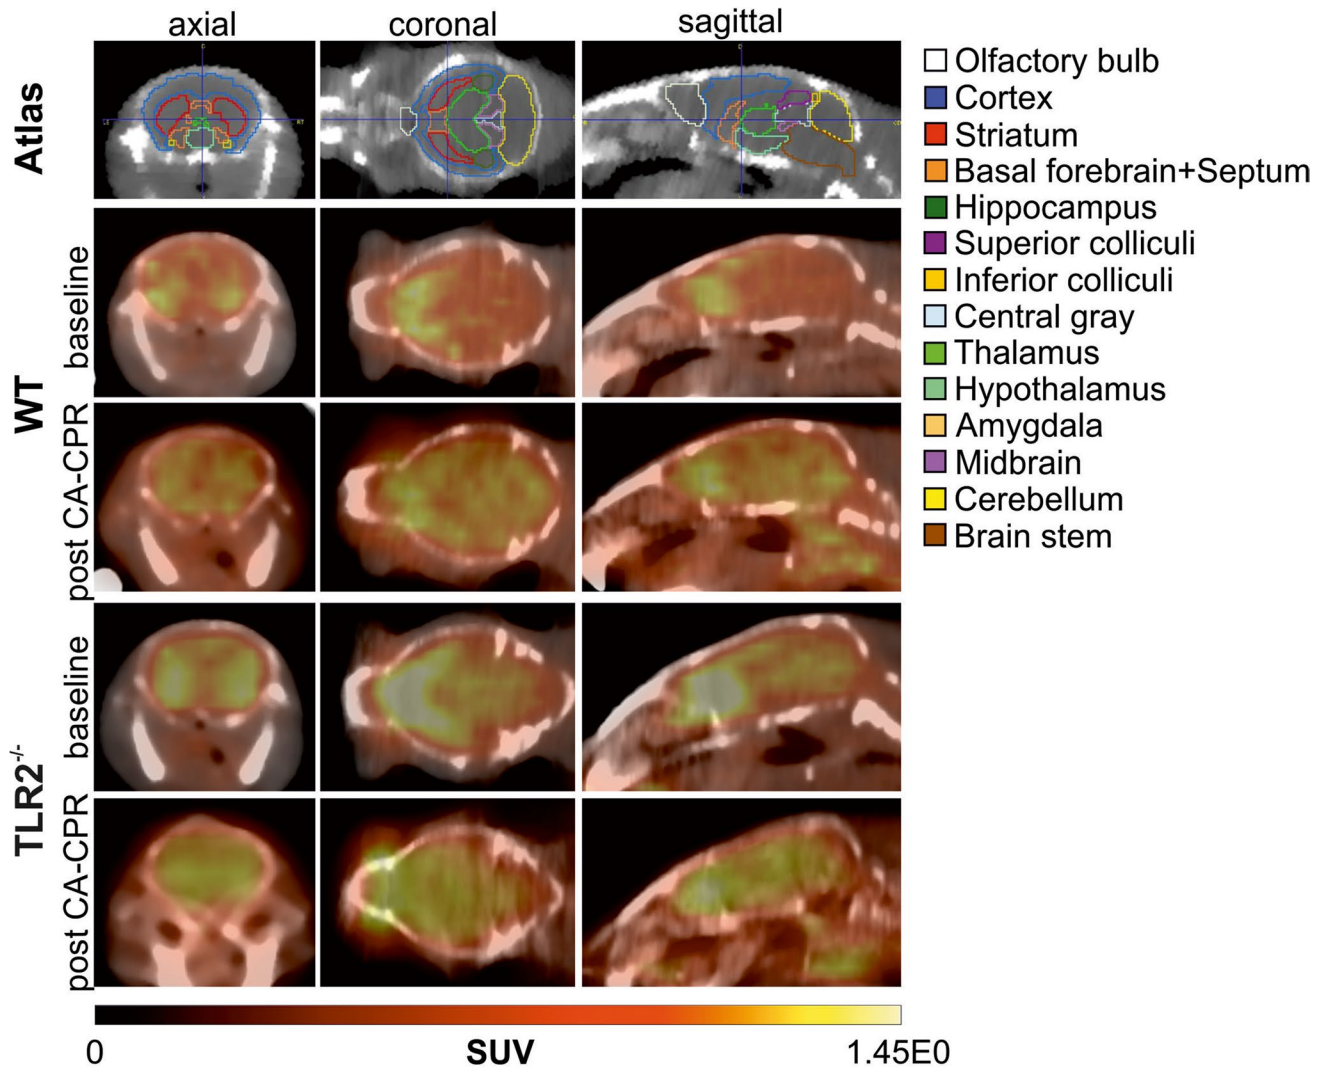 axial coronal sagittal
Atlas
Olfactory bulb
Cortex
Striatum
Basal forebrain+Septum
Hippocampus
Superior colliculi
Inferior colliculi
Central gray
Thalamus
Hypothalamus
Amygdala
Midbrain
Cerebellum
Brain stem
WT
baseline
post CA-CPR
TLR2-/-
baseline
post CA-CPR
0 SUV 1.45E0